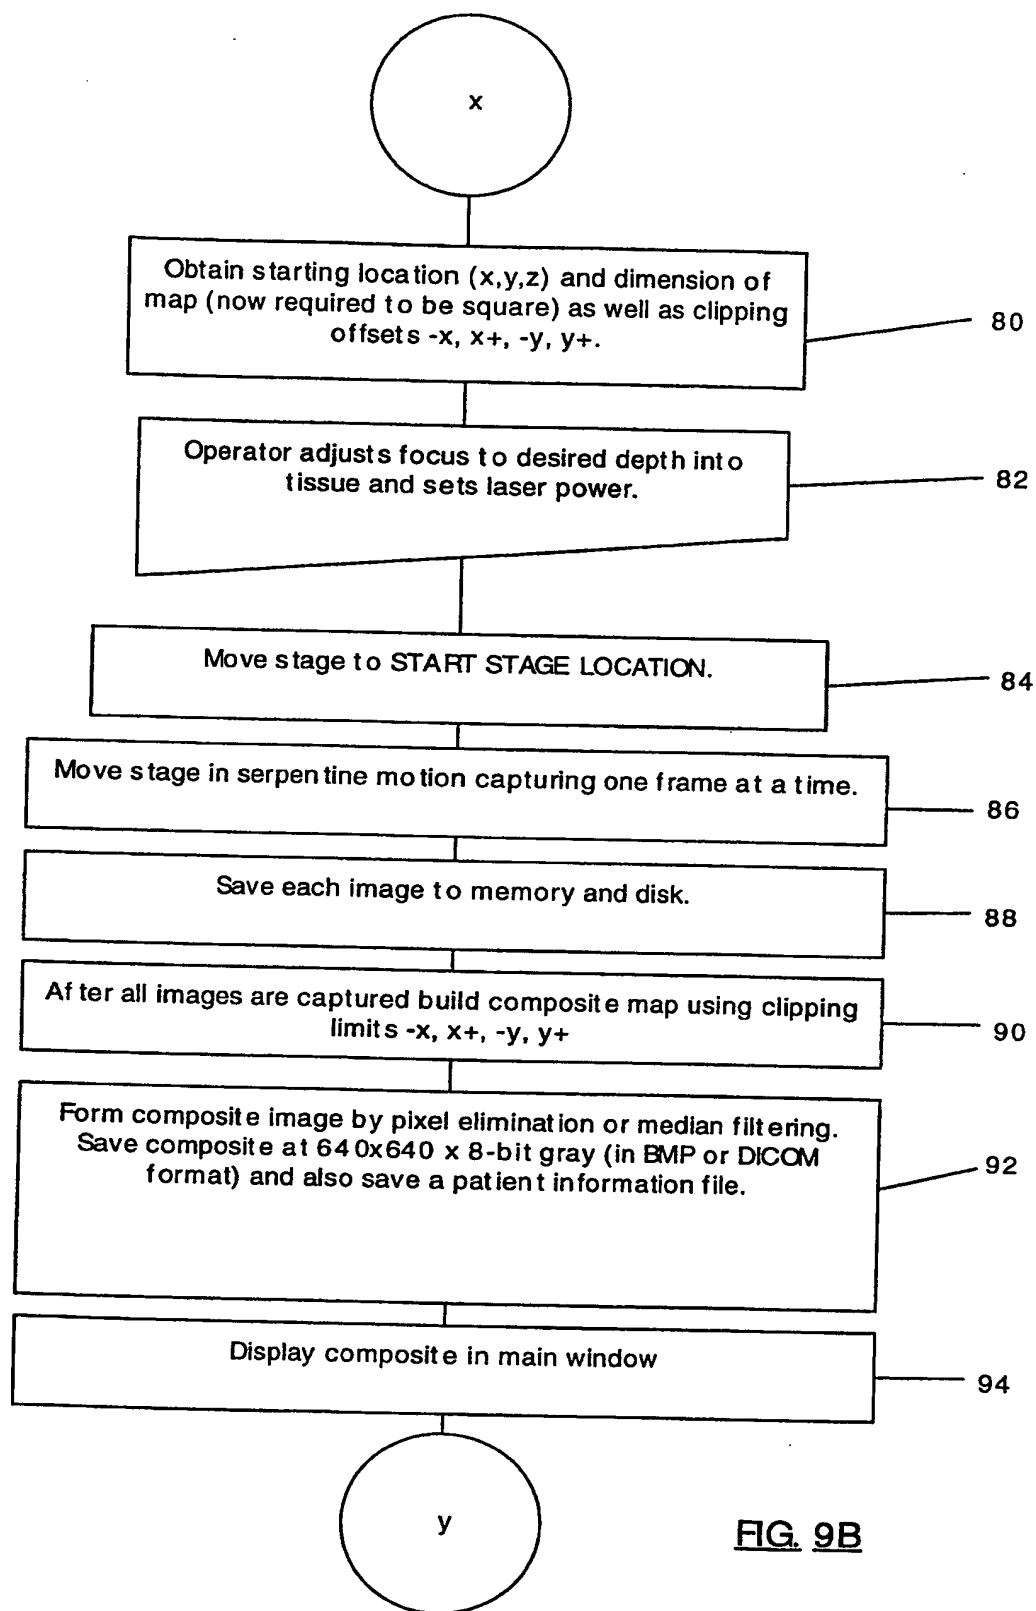 x
Obtain starting location (x,y,z) and dimension of
map (now required to be square) as well as clipping
offsets -x, x+, -y, y+.
80
Operator adjusts focus to desired depth into
tissue and sets laser power.
82
Move stage to START STAGE LOCATION.
84
Move stage in serpentine motion capturing one frame at a time.
86
Save each image to memory and disk.
88
After all images are captured build composite map using clipping
limits -x, x+, -y, y+
90
Form composite image by pixel elimination or median filtering.
Save composite at 640x640 x 8-bit gray (in BMP or DICOM
format) and also save a patient information file.
92
Display composite in main window
94
y
FIG. 9B